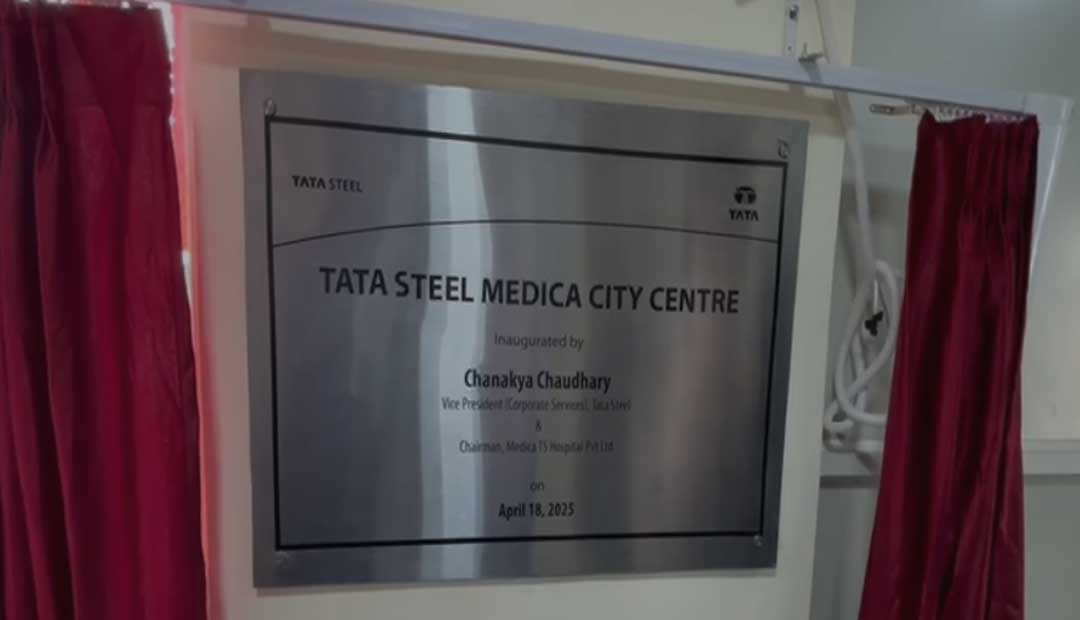 TATA STEEL
TATA
TATA STEEL MEDICA CITY CENTRE
Inaugurated by
Chanakya Chaudhary
Vice President (Corporate Services), Tata Steel
&
Chairman, Medica TS Hospital Pvt Ltd
on
April 18, 2025